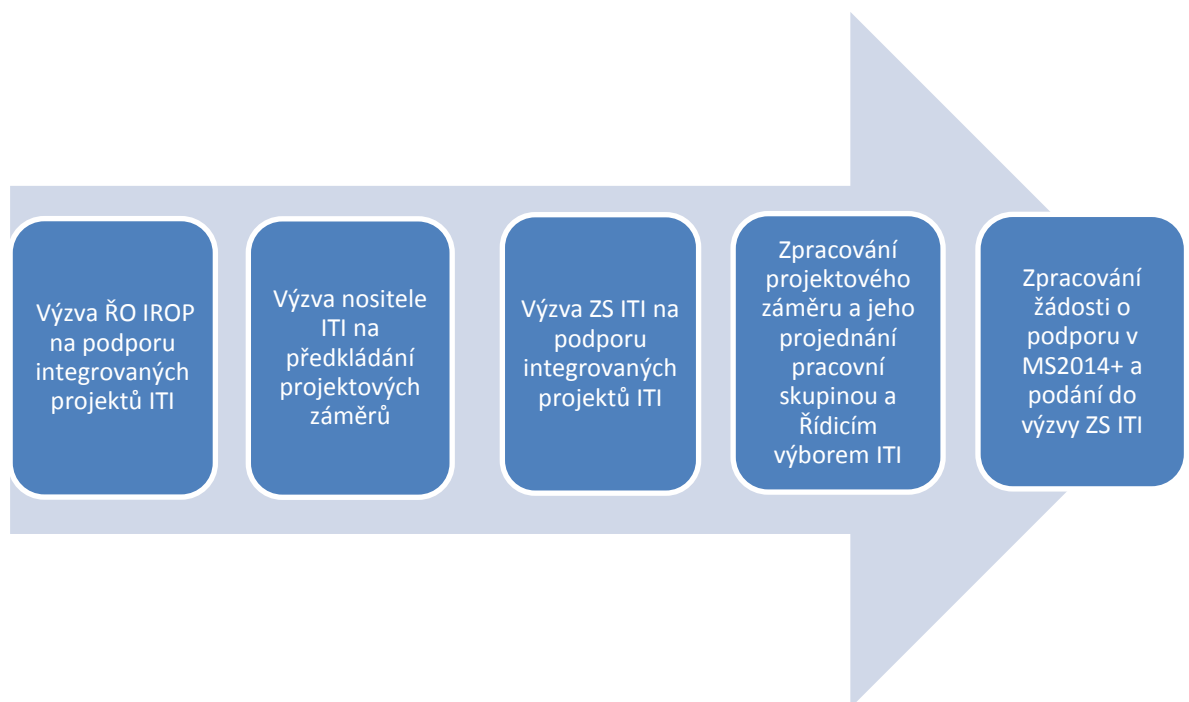 Výzva ŘO IROP
na podporu
integrovaných
projektů ITI
Výzva nositele
ITI na
předkládání
projektových
záměrů
Výzva ZS ITI na
podporu
integrovaných
projektů ITI
Zpracování
projektového
záměru a jeho
projednání
pracovní
skupinou a
Řídicím
výborem ITI
Zpracování
žádosti o
podporu v
MS2014+ a
podání do
výzvy ZS ITI